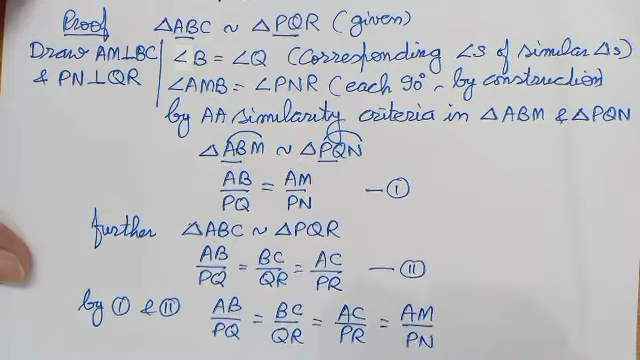 Proof △ABC ~ △PQR (given)
Draw AM⊥BC ∠B = ∠Q (Corresponding ∠s of similar △s)
& PN⊥QR ∠AMB = ∠PNR (each 90° - by construction
by AA similarity criteria in △ABM & △PQN
△ABM ~ △PQN
AB/PQ = AM/PN — I
further △ABC ~ △PQR
AB/PQ = BC/QR = AC/PR — II
by I & II AB/PQ = BC/QR = AC/PR = AM/PN